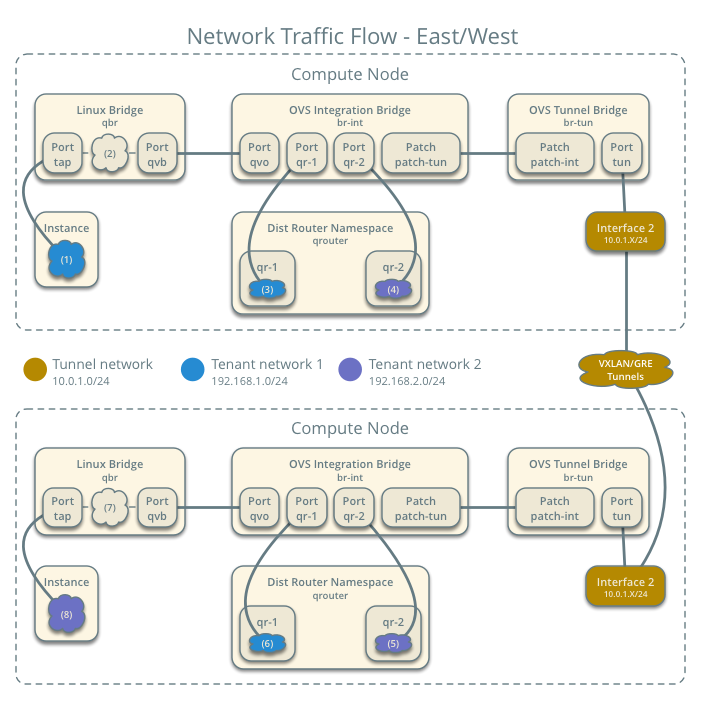 Network Traffic Flow - East/West
Compute Node
Linux Bridge
qbr
Port
tap
(2)
Port
qvb
OVS Integration Bridge
br-int
Port
qvo
Port
qr-1
Port
qr-2
Patch
patch-tun
OVS Tunnel Bridge
br-tun
Patch
patch-int
Port
tun
Instance
(1)
Dist Router Namespace
qrouter
qr-1
(3)
qr-2
(4)
Interface 2
10.0.1.X/24
Tunnel network
10.0.1.0/24
Tenant network 1
192.168.1.0/24
Tenant network 2
192.168.2.0/24
VXLAN/GRE
Tunnels
Compute Node
Linux Bridge
qbr
Port
tap
(7)
Port
qvb
OVS Integration Bridge
br-int
Port
qvo
Port
qr-1
Port
qr-2
Patch
patch-tun
OVS Tunnel Bridge
br-tun
Patch
patch-int
Port
tun
Instance
(8)
Dist Router Namespace
qrouter
qr-1
(6)
qr-2
(5)
Interface 2
10.0.1.X/24